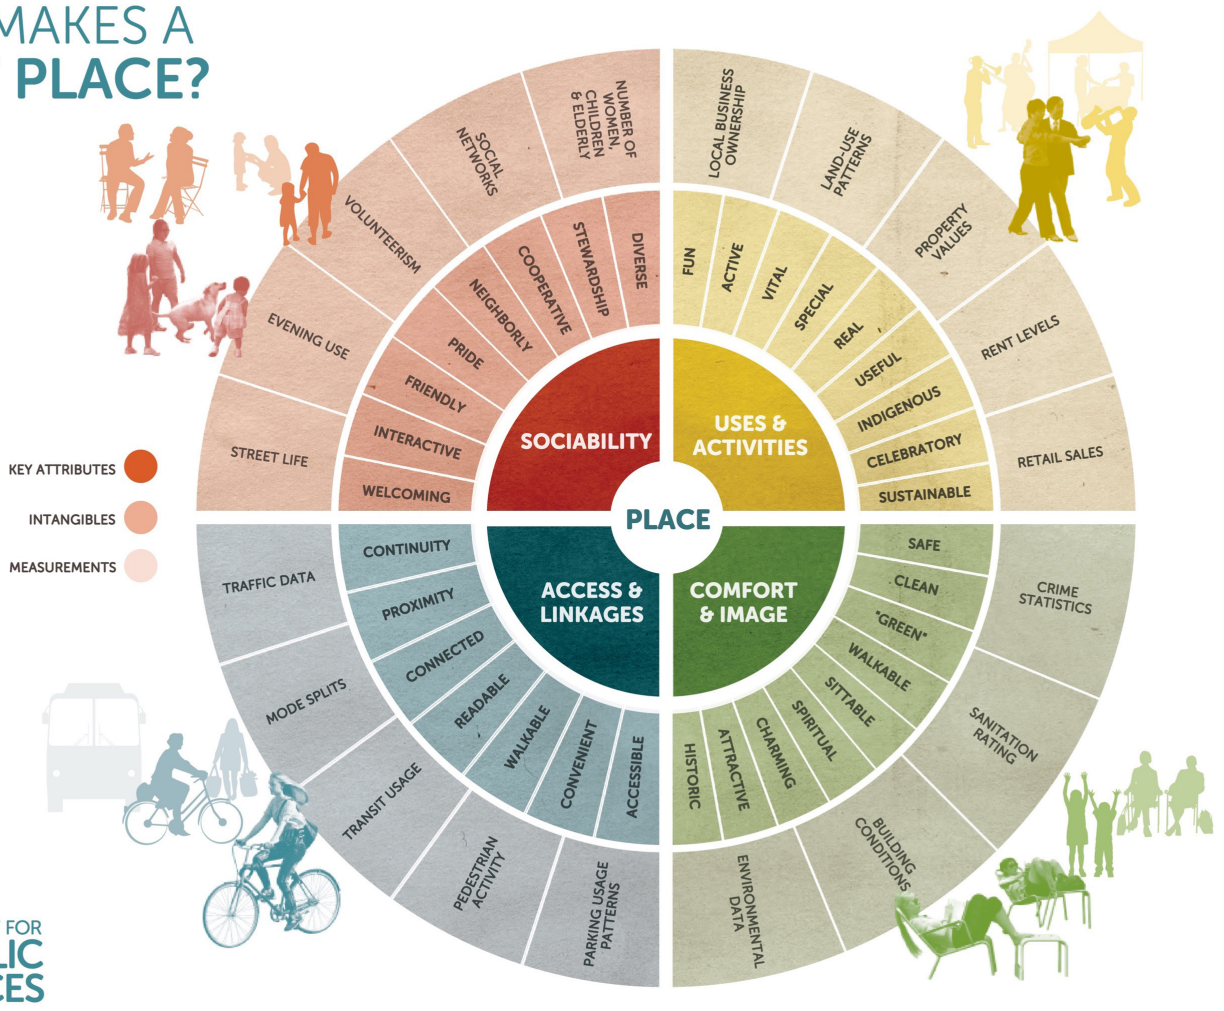 MAKES A
PLACE?
KEY ATTRIBUTES
INTANGIBLES
MEASUREMENTS
PLACE
SOCIABILITY
DIVERSE
STEWARDSHIP
COOPERATIVE
NEIGHBORLY
PRIDE
FRIENDLY
INTERACTIVE
WELCOMING
NUMBER OF
WOMEN,
CHILDREN
& ELDERLY
SOCIAL
NETWORKS
VOLUNTEERISM
EVENING USE
STREET LIFE
USES &
ACTIVITIES
FUN
ACTIVE
VITAL
SPECIAL
REAL
USEFUL
INDIGENOUS
CELEBRATORY
SUSTAINABLE
LOCAL BUSINESS
OWNERSHIP
LAND-USE
PATTERNS
PROPERTY
VALUES
RENT LEVELS
RETAIL SALES
ACCESS &
LINKAGES
CONTINUITY
PROXIMITY
CONNECTED
READABLE
WALKABLE
CONVENIENT
ACCESSIBLE
TRAFFIC DATA
MODE SPLITS
TRANSIT USAGE
PEDESTRIAN
ACTIVITY
PARKING USAGE
PATTERNS
COMFORT
& IMAGE
SAFE
CLEAN
"GREEN"
WALKABLE
SITTABLE
SPIRITUAL
CHARMING
ATTRACTIVE
HISTORIC
CRIME
STATISTICS
SANITATION
RATING
BUILDING
CONDITIONS
ENVIRONMENTAL
DATA
FOR
LIC
CES